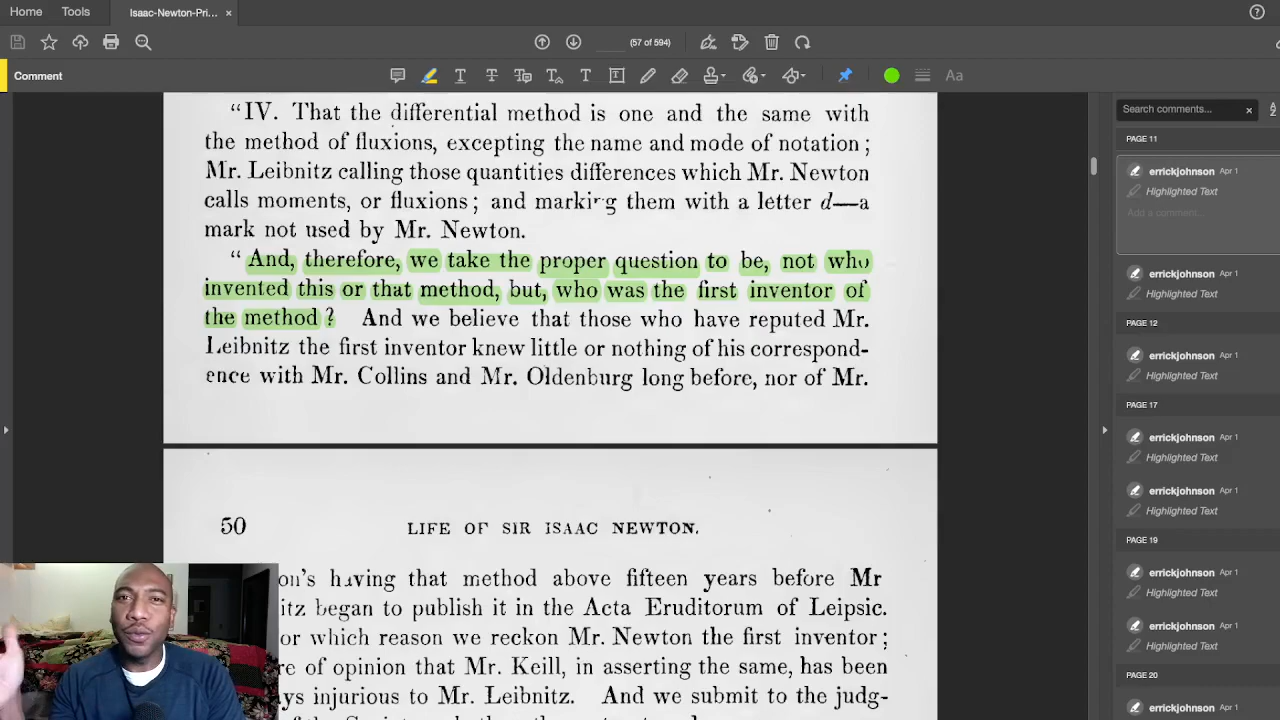 Home Tools Isaac-Newton-Pri... ×
(57 of 594)
Comment
Aa
Search comments... ×
“IV. That the differential method is one and the same with
the method of fluxions, excepting the name and mode of notation ;
Mr. Leibnitz calling those quantities differences which Mr. Newton
calls moments, or fluxions ; and marking them with a letter d—a
mark not used by Mr. Newton.
“ And, therefore, we take the proper question to be, not who
invented this or that method, but, who was the first inventor of
the method ? And we believe that those who have reputed Mr.
Leibnitz the first inventor knew little or nothing of his correspond-
ence with Mr. Collins and Mr. Oldenburg long before, nor of Mr.
50 LIFE OF SIR ISAAC NEWTON.
on's having that method above fifteen years before Mr
itz began to publish it in the Acta Eruditorum of Leipsic.
or which reason we reckon Mr. Newton the first inventor ;
re of opinion that Mr. Keill, in asserting the same, has been
ys injurious to Mr. Leibnitz. And we submit to the judg-
PAGE 11
errickjohnson Apr 1
Highlighted Text
Add a comment...
errickjohnson Apr 1
Highlighted Text
PAGE 12
errickjohnson Apr 1
Highlighted Text
PAGE 17
errickjohnson Apr 1
Highlighted Text
errickjohnson Apr 1
Highlighted Text
PAGE 19
errickjohnson Apr 1
Highlighted Text
errickjohnson Apr 1
Highlighted Text
PAGE 20
errickjohnson Apr 1